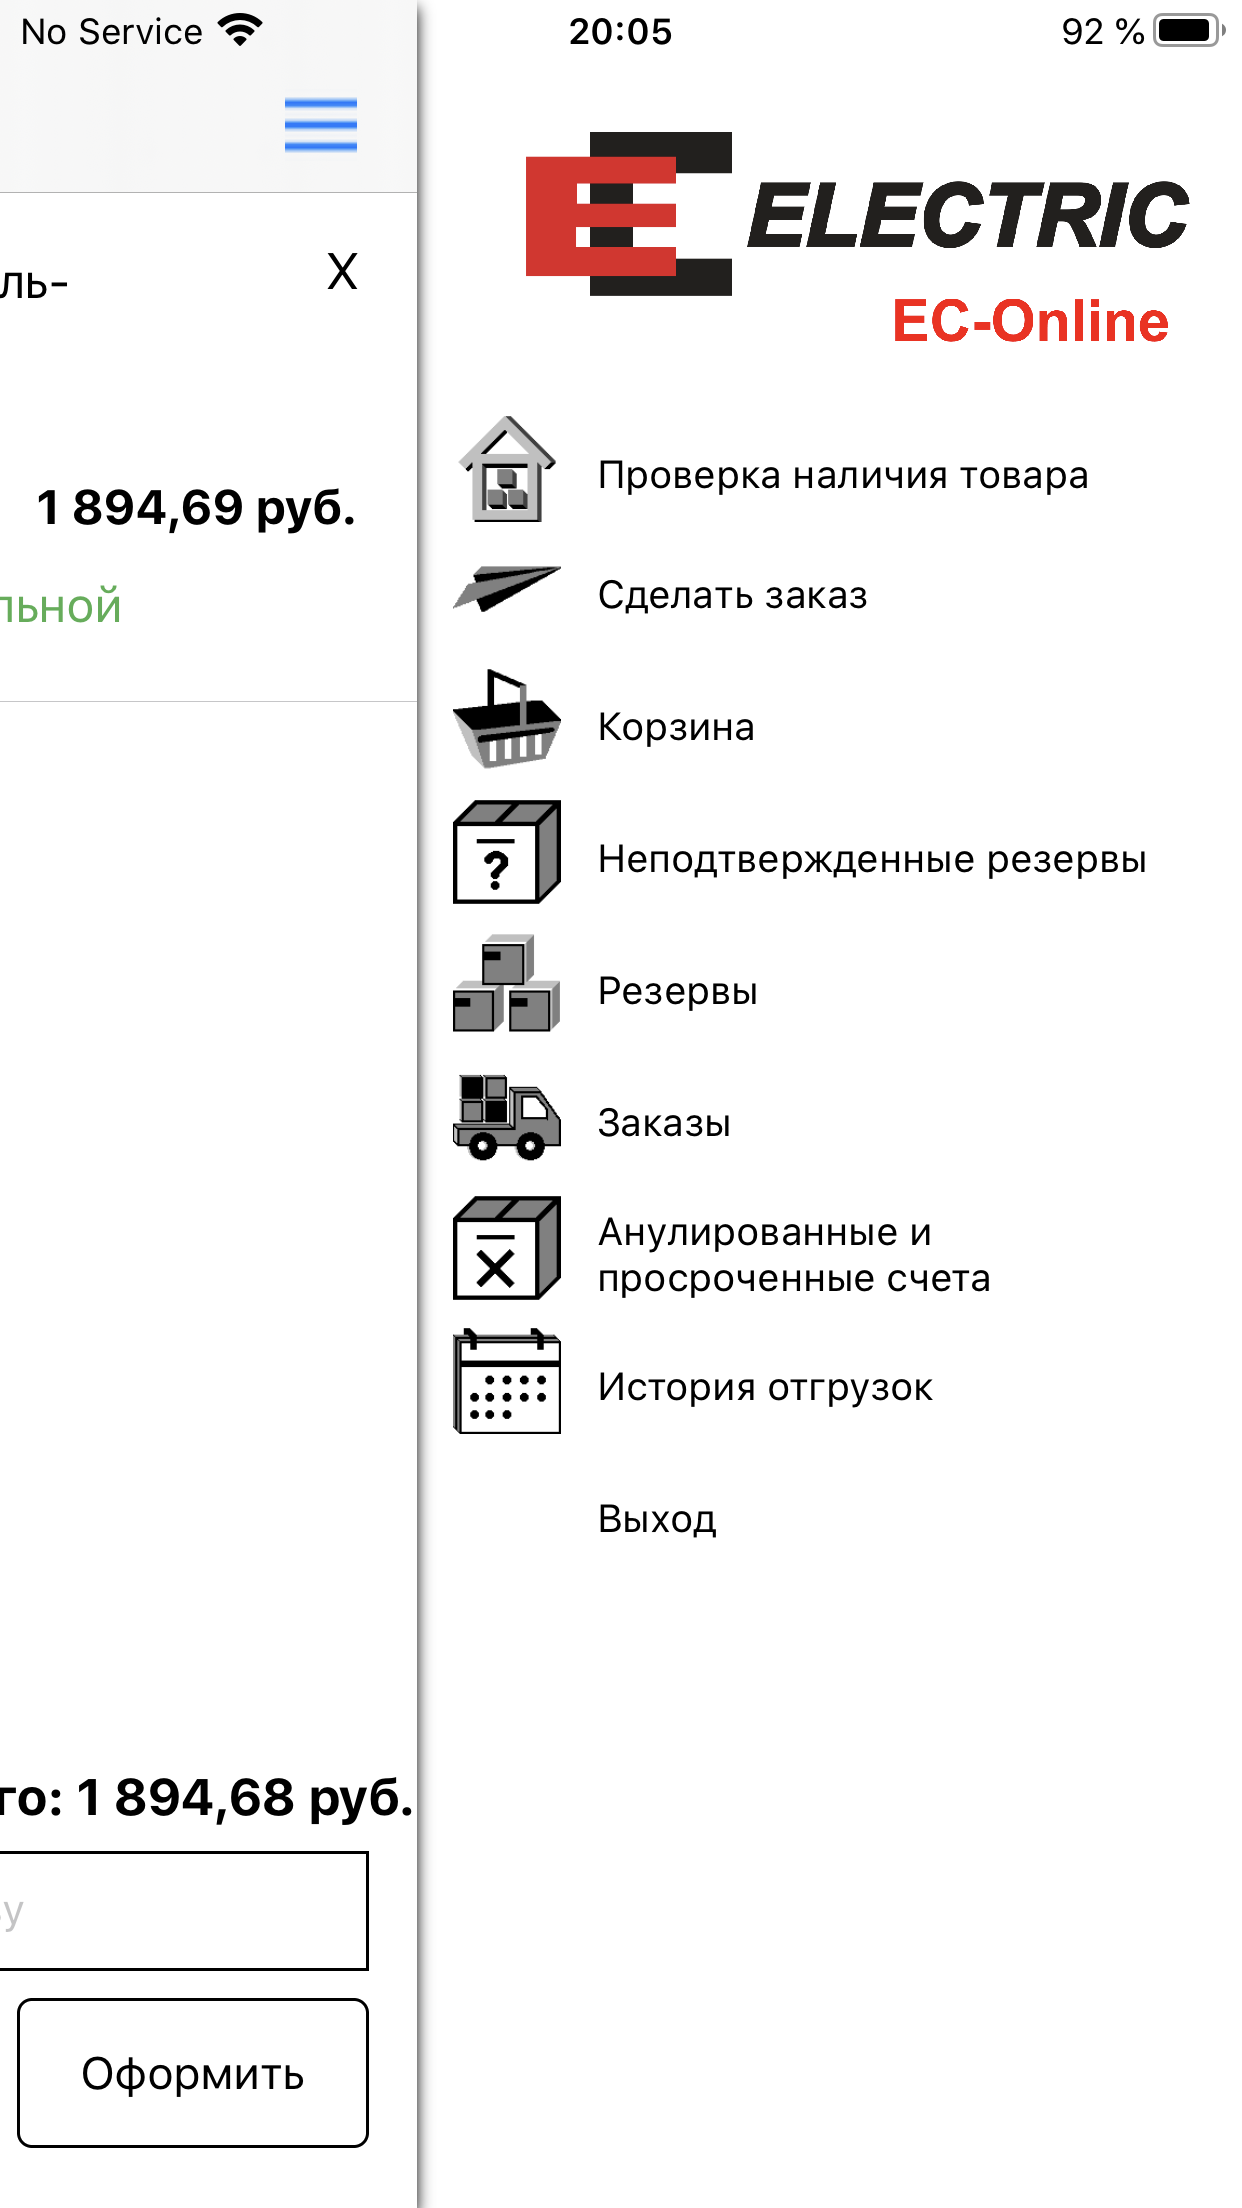 No Service 20:05 92 %
ль-
X
1 894,69 руб.
льной
го: 1 894,68 руб.
у
Оформить
ELECTRIC
EC-Online
Проверка наличия товара
Сделать заказ
Корзина
?
Неподтвержденные резервы
Резервы
Заказы
Анулированные и
просроченные счета
История отгрузок
Выход